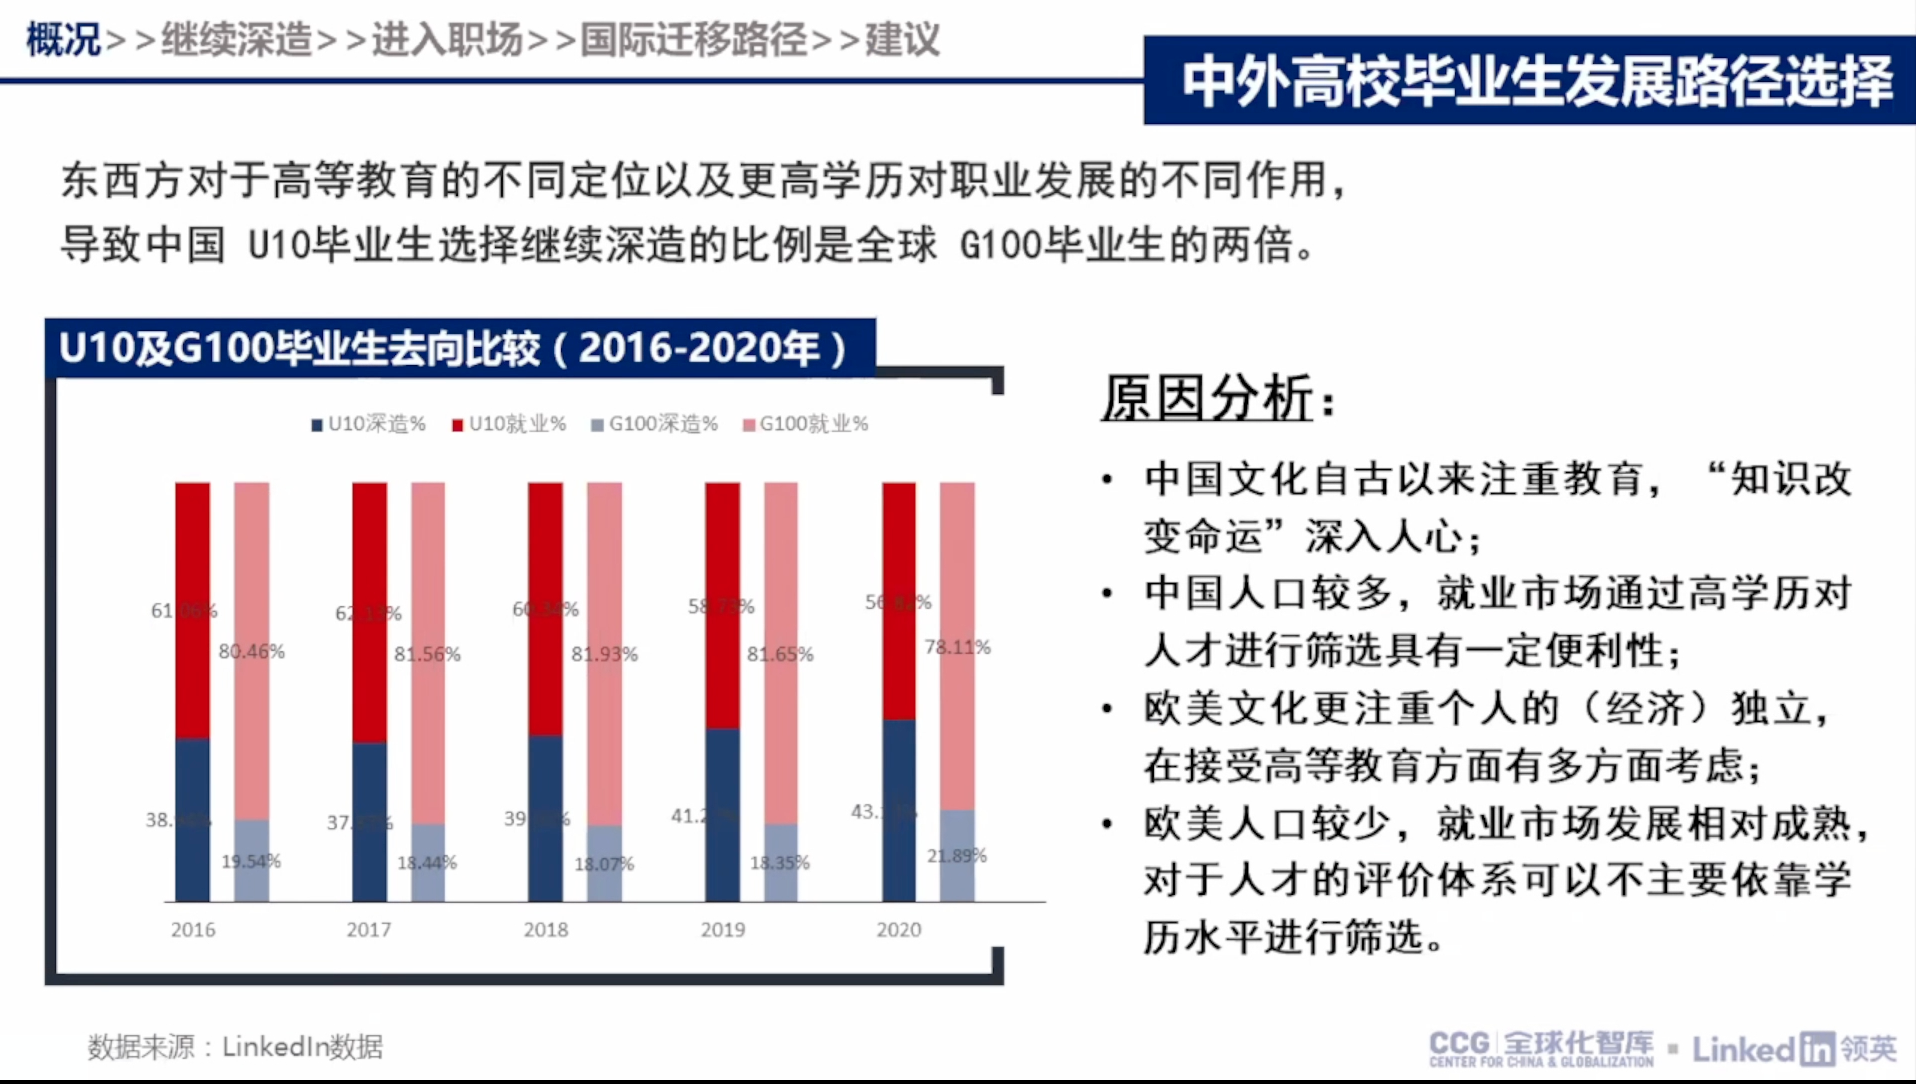 概况>>继续深造>>进入职场>>国际迁移路径>>建议
中外高校毕业生发展路径选择
东西方对于高等教育的不同定位以及更高学历对职业发展的不同作用，
导致中国 U10毕业生选择继续深造的比例是全球 G100毕业生的两倍。
U10及G100毕业生去向比较（2016-2020年）
U10深造% U10就业% G100深造% G100就业%
80.46% 81.56% 81.93% 81.65% 78.11%
19.54% 18.44% 18.07% 18.35% 21.89%
2016 2017 2018 2019 2020
原因分析：
• 中国文化自古以来注重教育，“知识改
变命运”深入人心；
• 中国人口较多，就业市场通过高学历对
人才进行筛选具有一定便利性；
• 欧美文化更注重个人的（经济）独立，
在接受高等教育方面有多方面考虑；
• 欧美人口较少，就业市场发展相对成熟，
对于人才的评价体系可以不主要依靠学
历水平进行筛选。
数据来源：LinkedIn数据
CCG 全球化智库
CENTER FOR CHINA & GLOBALIZATION
LinkedIn 领英